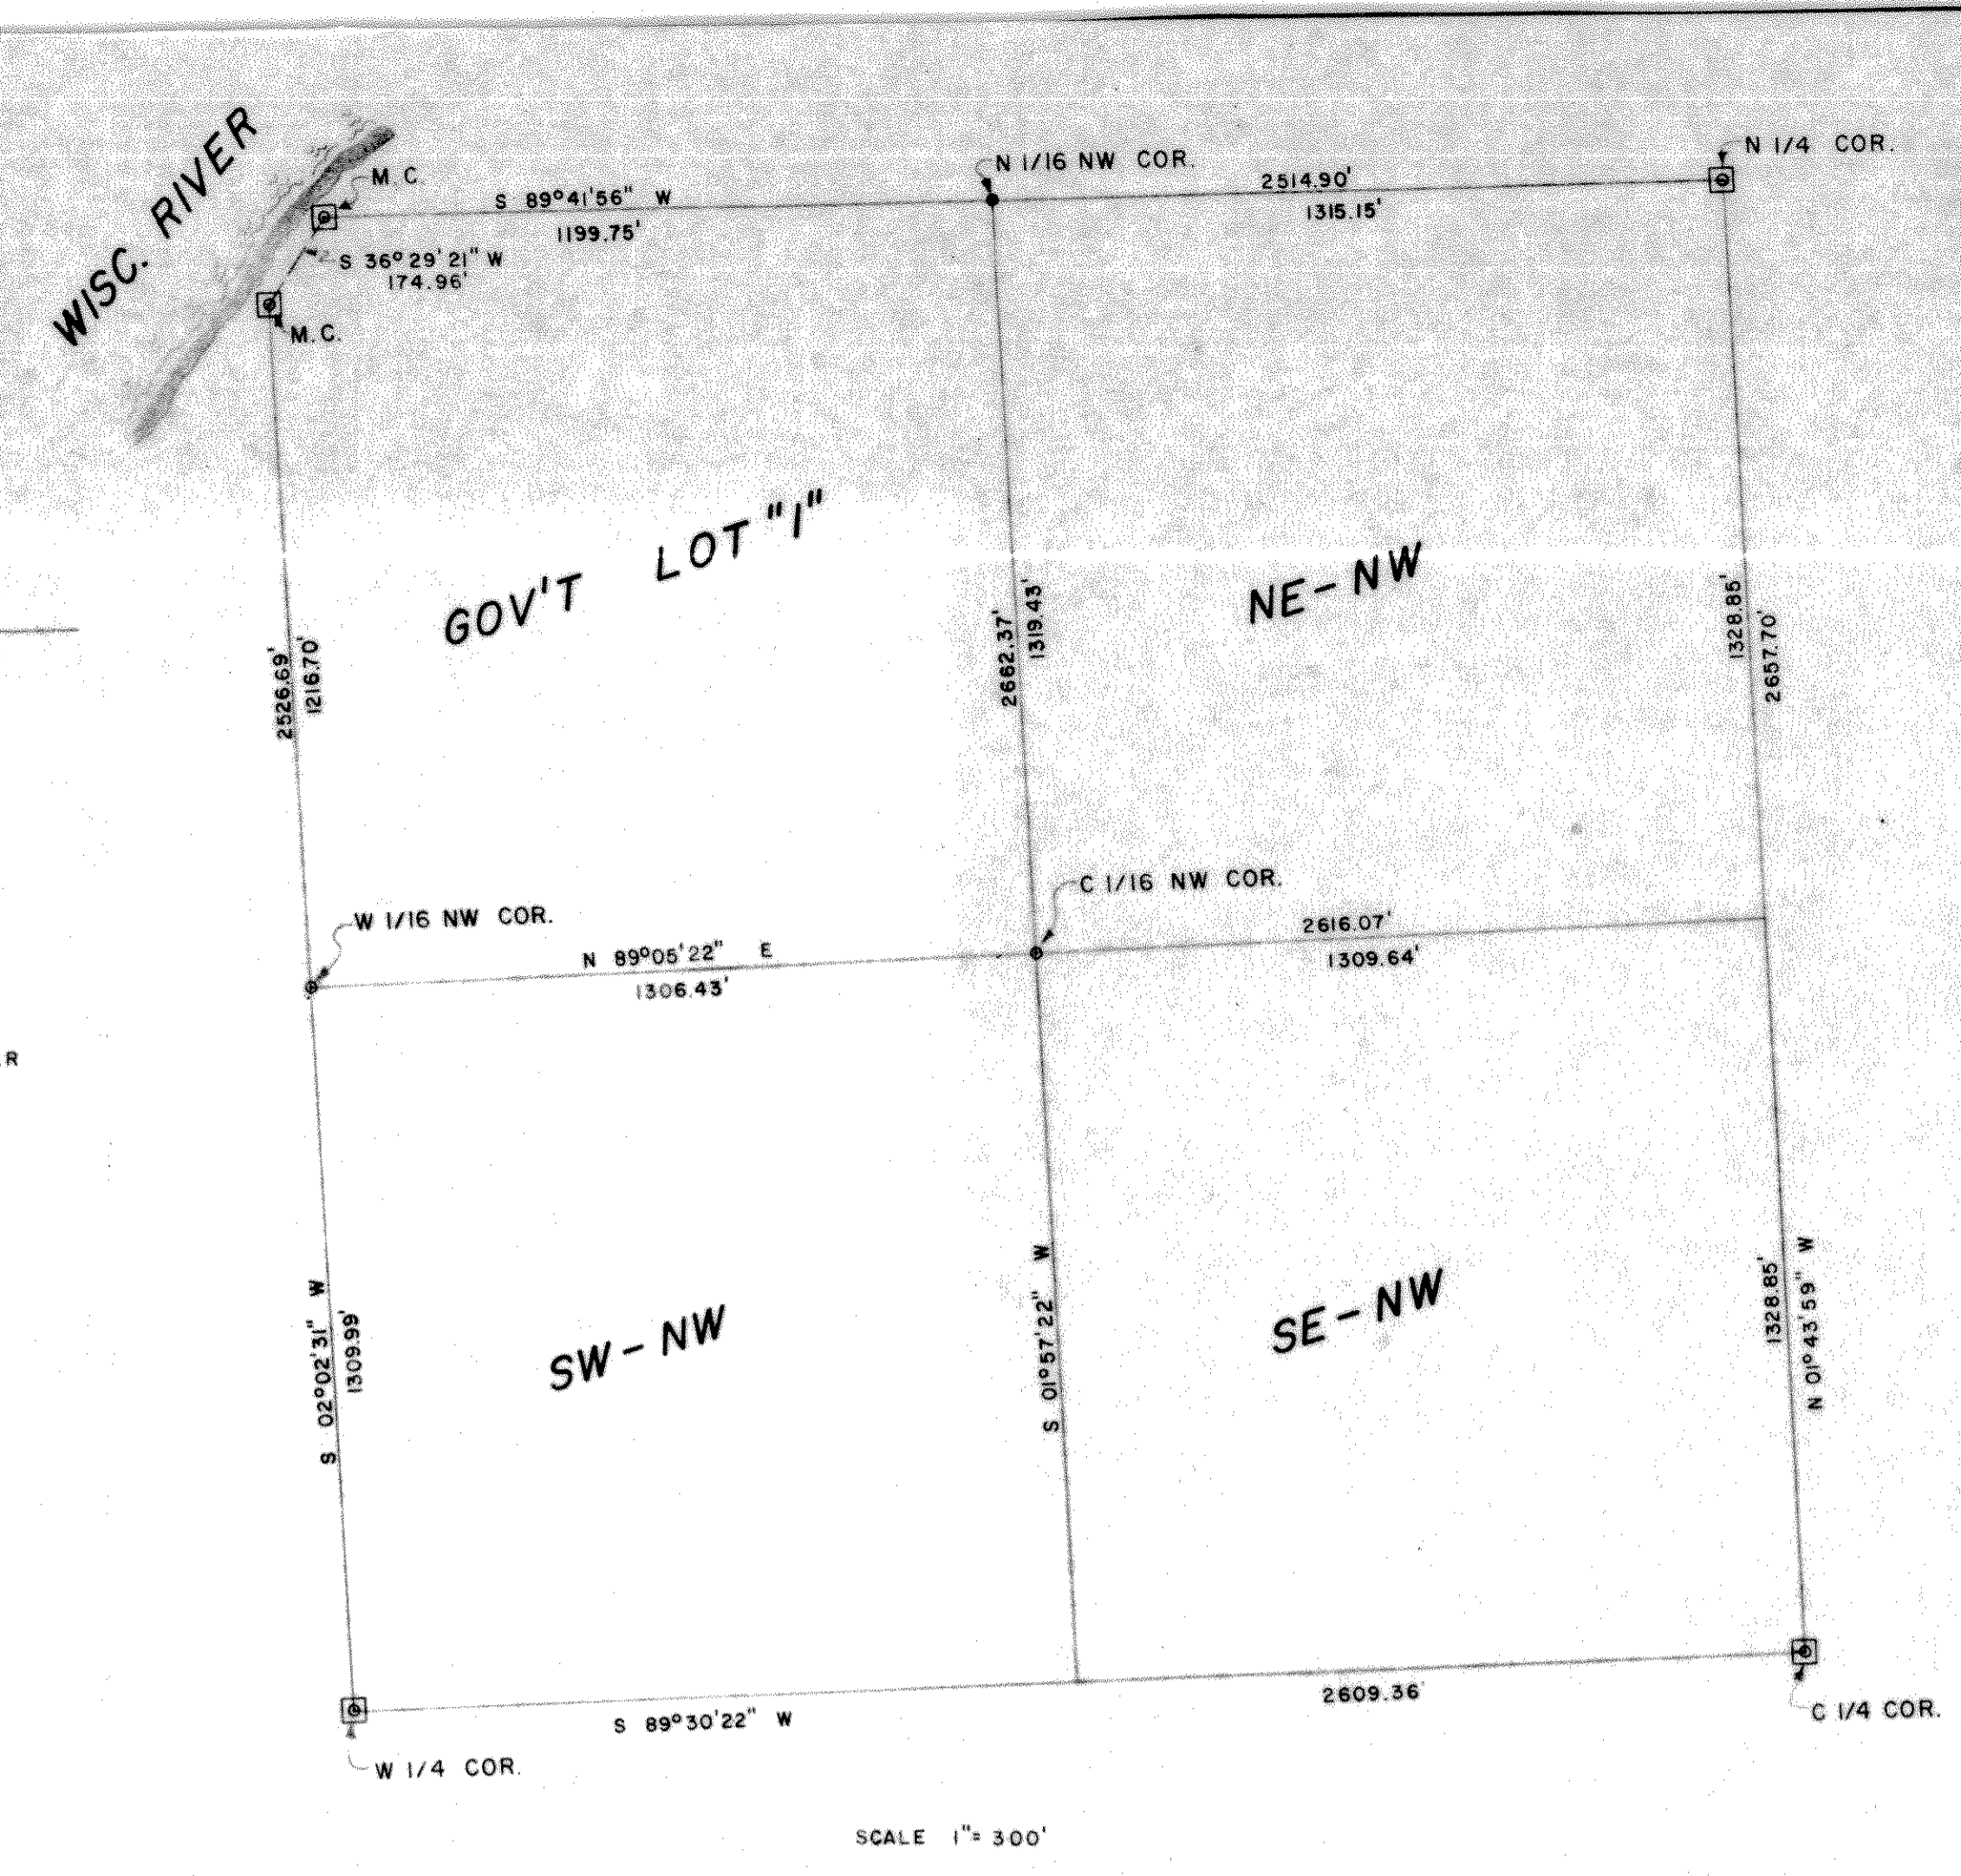 WISC. RIVER
M.C.
S 89°41'56" W
1199.75'
N 1/16 NW COR.
2514.90'
1315.15'
N 1/4 COR.
S 36°29'21" W
174.96'
M.C.
GOV'T LOT "1"
NE-NW
2526.69'
1216.70'
2662.37'
1319.43'
1328.85'
2657.70'
W 1/16 NW COR.
N 89°05'22" E
1306.43'
C 1/16 NW COR.
2616.07'
1309.64'
R
S 02°02'31" W
1309.99'
SW-NW
S 01°57'22" W
SE-NW
1328.85'
N 01°43'59" W
S 89°30'22" W
2609.36'
W 1/4 COR.
C 1/4 COR.
SCALE 1"= 300'